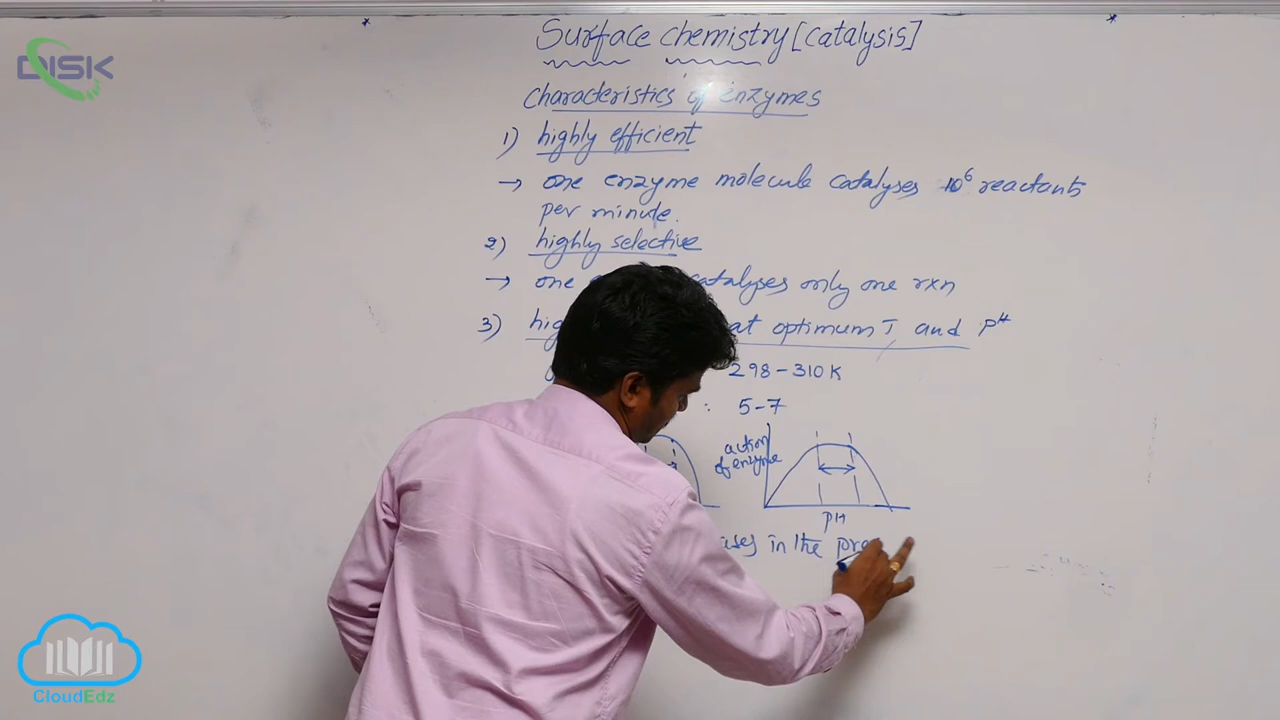 DISK
Surface chemistry [catalysis]
characteristics of enzymes
1) highly efficient
→ one enzyme molecule catalyses 10⁶ reactants
per minute.
2) highly selective
→ one catalyses only one rxn
3) at optimum T and pH
298-310K
: 5-7
action
of enzyme
pH
in the
CloudEdz